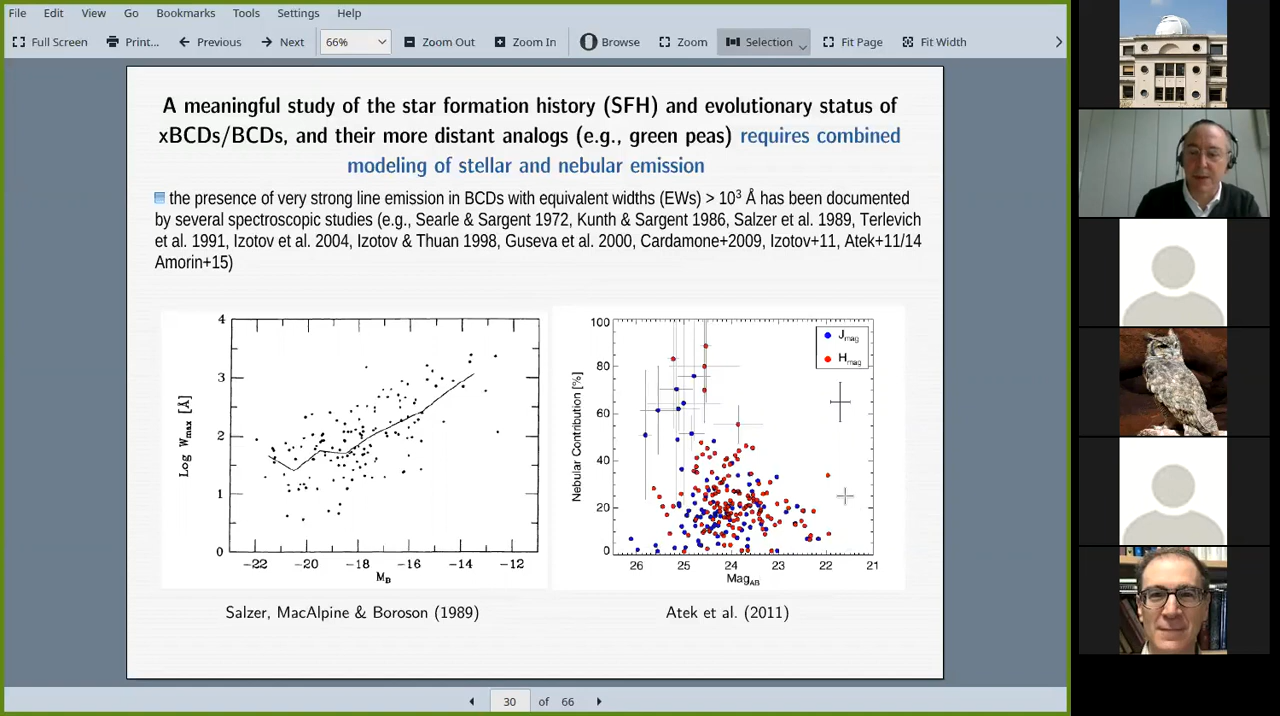 File Edit View Go Bookmarks Tools Settings Help
Full Screen Print... Previous Next 66% Zoom Out Zoom In Browse Zoom Selection Fit Page Fit Width
A meaningful study of the star formation history (SFH) and evolutionary status of
xBCDs/BCDs, and their more distant analogs (e.g., green peas) requires combined
modeling of stellar and nebular emission
the presence of very strong line emission in BCDs with equivalent widths (EWs) > 10³ Å has been documented
by several spectroscopic studies (e.g., Searle & Sargent 1972, Kunth & Sargent 1986, Salzer et al. 1989, Terlevich
et al. 1991, Izotov et al. 2004, Izotov & Thuan 1998, Guseva et al. 2000, Cardamone+2009, Izotov+11, Atek+11/14
Amorin+15)
4
3
2
1
0
Log Wmax [Å]
-22 -20 -18 -16 -14 -12
MB
100
80
60
40
20
0
Nebular Contribution [%]
Jmag
Hmag
26 25 24 23 22 21
MagAB
Salzer, MacAlpine & Boroson (1989)
Atek et al. (2011)
30 of 66